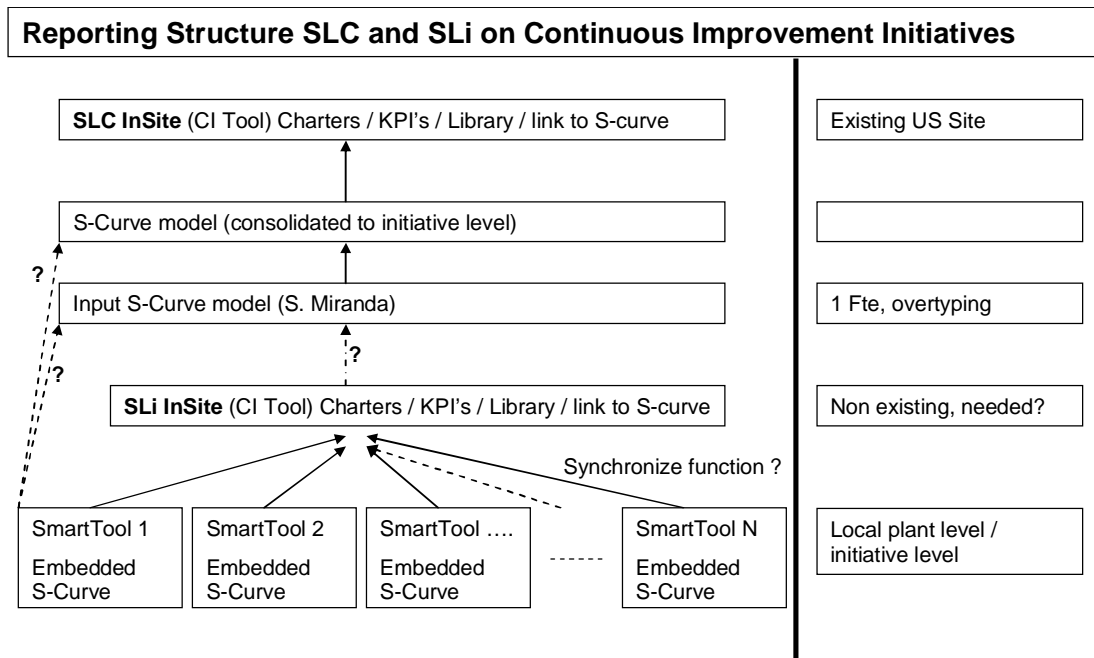 Reporting Structure SLC and SLi on Continuous Improvement Initiatives
SLC InSite (CI Tool) Charters / KPI's / Library / link to S-curve
Existing US Site
S-Curve model (consolidated to initiative level)
?
Input S-Curve model (S. Miranda)
1 Fte, overtyping
?
?
SLi InSite (CI Tool) Charters / KPI's / Library / link to S-curve
Non existing, needed?
Synchronize function ?
SmartTool 1
Embedded
S-Curve
SmartTool 2
Embedded
S-Curve
SmartTool ….
Embedded
S-Curve
SmartTool N
Embedded
S-Curve
Local plant level /
initiative level